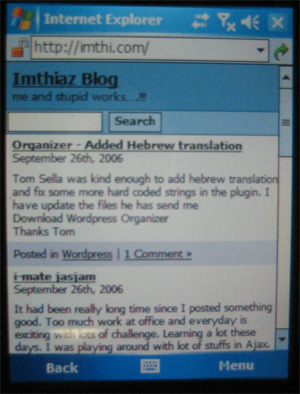 Internet Explorer
http://imthi.com/
Imthiaz Blog
me and stupid works....!!!
Search
Organizer - Added Hebrew translation
September 26th, 2006
Tom Sella was kind enough to add hebrew translation
and fix some more hard coded strings in the plugin. I
have update the files he has send me
Download Wordpress Organizer
Thanks Tom
Posted in Wordpress | 1 Comment »
i-mate jasjam
September 26th, 2006
It had been really long time since I posted something
good. Too much work at office and everyday is
exciting with lots of challenge. Learning a lot these
days. I was playing around with lot of stuffs in Ajax.
Back
Menu